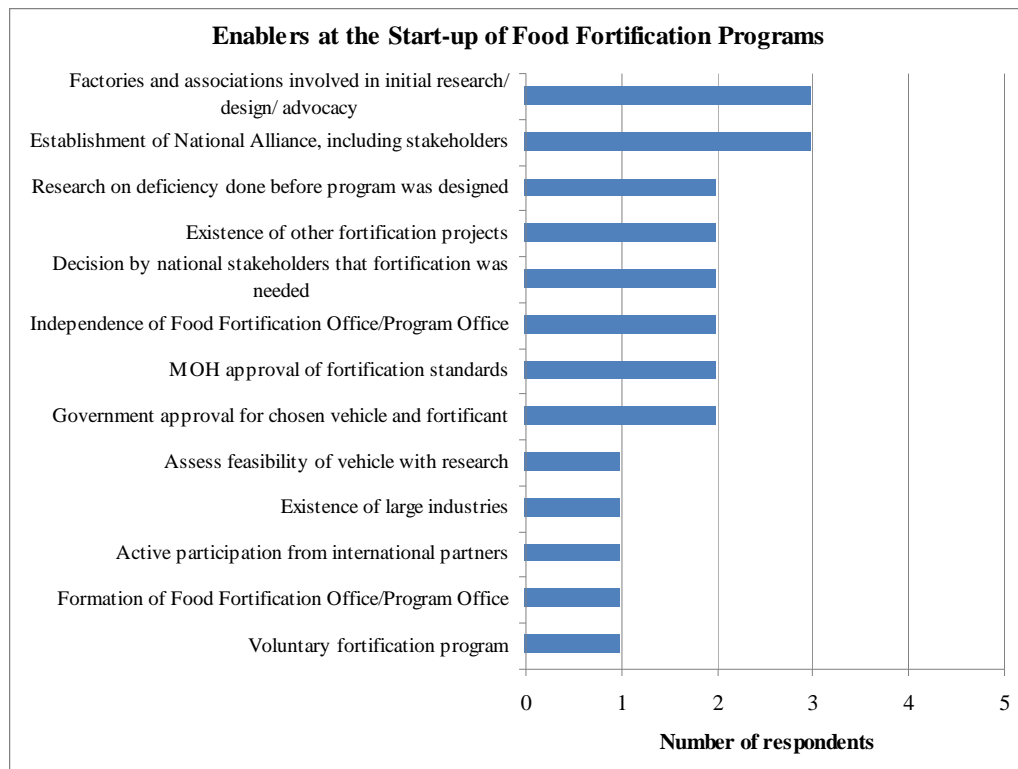 Enablers at the Start-up of Food Fortification Programs
Factories and associations involved in initial research/
design/ advocacy
Establishment of National Alliance, including stakeholders
Research on deficiency done before program was designed
Existence of other fortification projects
Decision by national stakeholders that fortification was
needed
Independence of Food Fortification Office/Program Office
MOH approval of fortification standards
Government approval for chosen vehicle and fortificant
Assess feasibility of vehicle with research
Existence of large industries
Active participation from international partners
Formation of Food Fortification Office/Program Office
Voluntary fortification program
0 1 2 3 4 5
Number of respondents